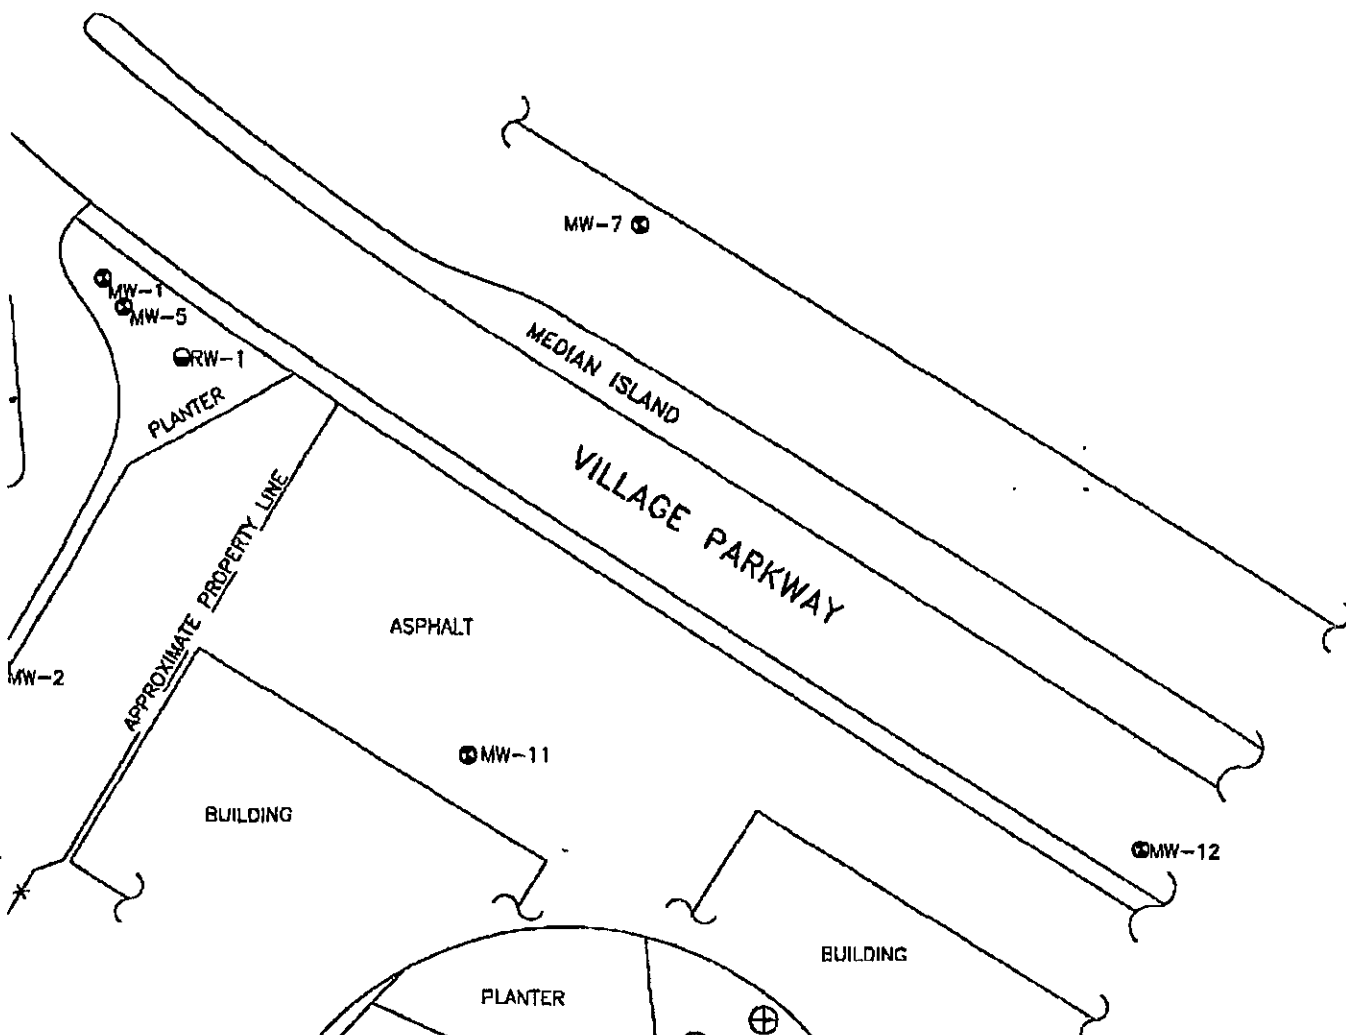 MW-7
MW-1
MW-5
RW-1
MEDIAN ISLAND
PLANTER
VILLAGE PARKWAY
APPROXIMATE PROPERTY LINE
ASPHALT
MW-2
MW-11
BUILDING
MW-12
BUILDING
PLANTER